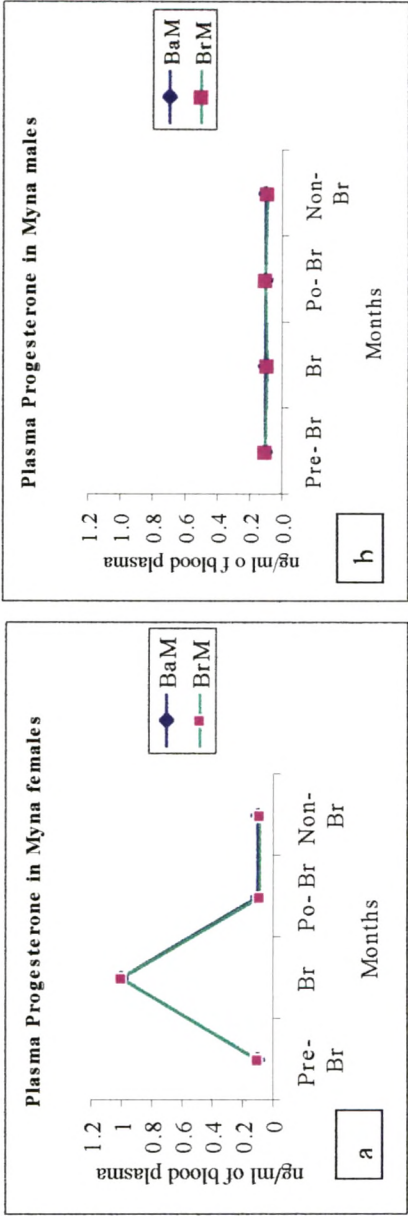 Plasma Progesterone in Myna females
ng/ml of blood plasma
1.2
1
0.8
0.6
0.4
0.2
0
Pre-
Br
Br
Po- Br
Non-
Br
Months
BaM
BrM
a
Plasma Progesterone in Myna males
ng/ml o f blood plasma
1.2
1.0
0.8
0.6
0.4
0.2
0.0
Pre- Br
Br
Po- Br
Non-
Br
Months
BaM
BrM
b